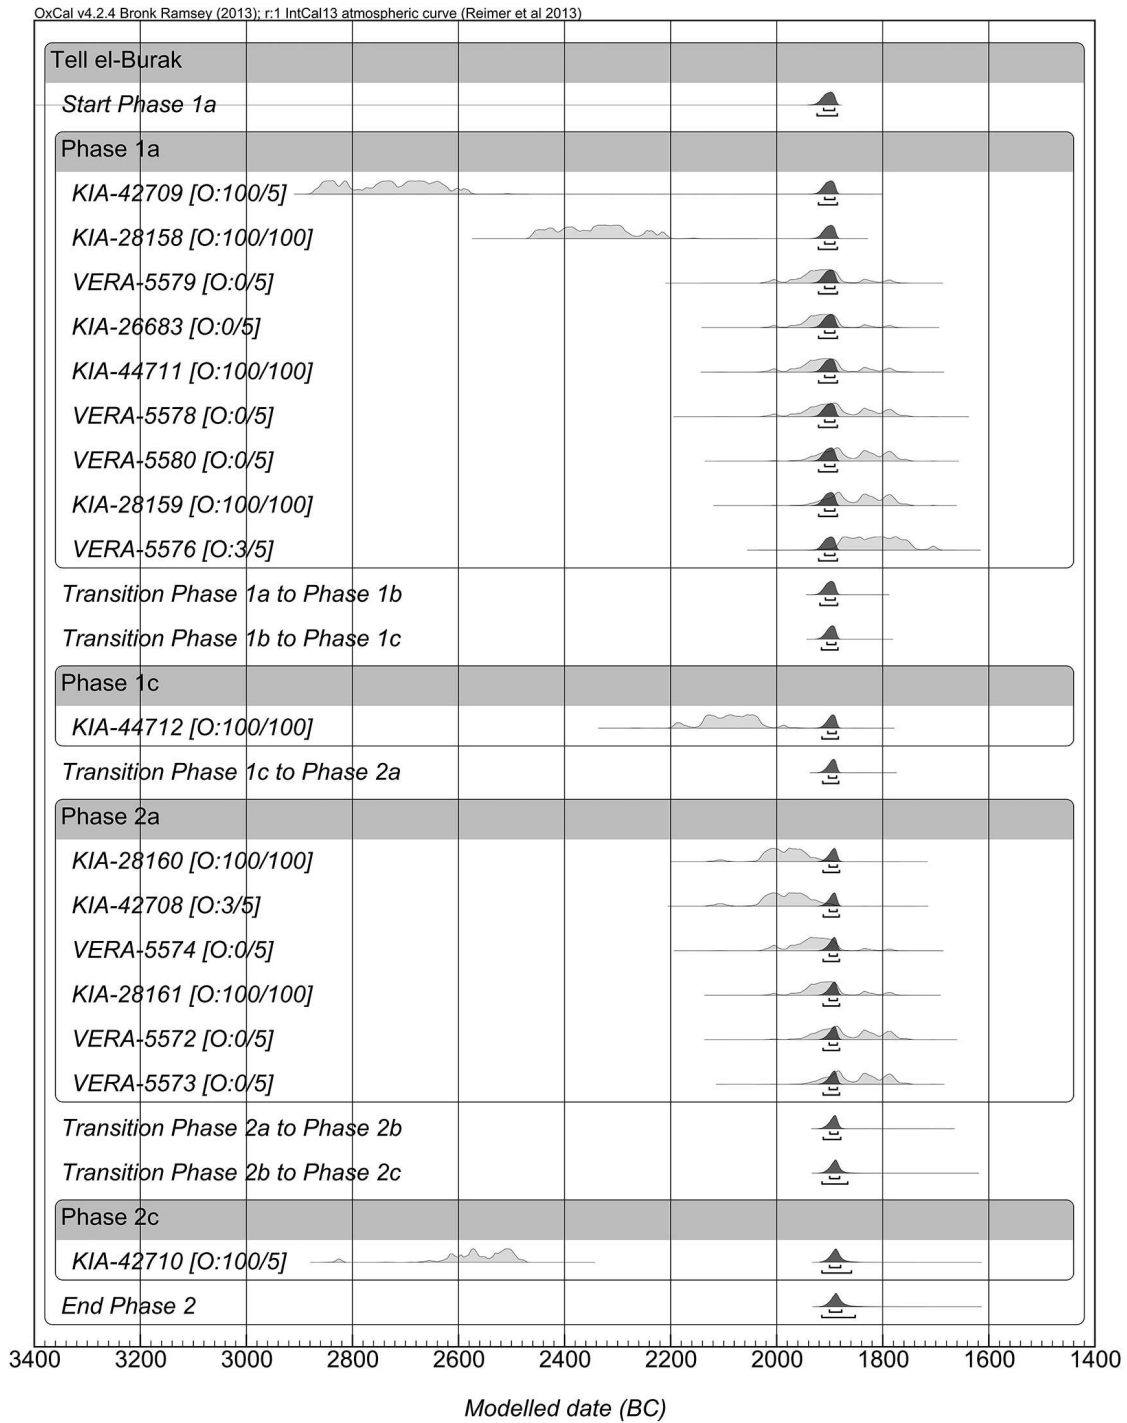 OxCal v4.2.4 Bronk Ramsey (2013); r:1 IntCal13 atmospheric curve (Reimer et al 2013)
Tell el-Burak
Start Phase 1a
Phase 1a
KIA-42709 [O:100/5]
KIA-28158 [O:100/100]
VERA-5579 [O:0/5]
KIA-26683 [O:0/5]
KIA-44711 [O:100/100]
VERA-5578 [O:0/5]
VERA-5580 [O:0/5]
KIA-28159 [O:100/100]
VERA-5576 [O:3/5]
Transition Phase 1a to Phase 1b
Transition Phase 1b to Phase 1c
Phase 1c
KIA-44712 [O:100/100]
Transition Phase 1c to Phase 2a
Phase 2a
KIA-28160 [O:100/100]
KIA-42708 [O:3/5]
VERA-5574 [O:0/5]
KIA-28161 [O:100/100]
VERA-5572 [O:0/5]
VERA-5573 [O:0/5]
Transition Phase 2a to Phase 2b
Transition Phase 2b to Phase 2c
Phase 2c
KIA-42710 [O:100/5]
End Phase 2
3400 3200 3000 2800 2600 2400 2200 2000 1800 1600 1400
Modelled date (BC)